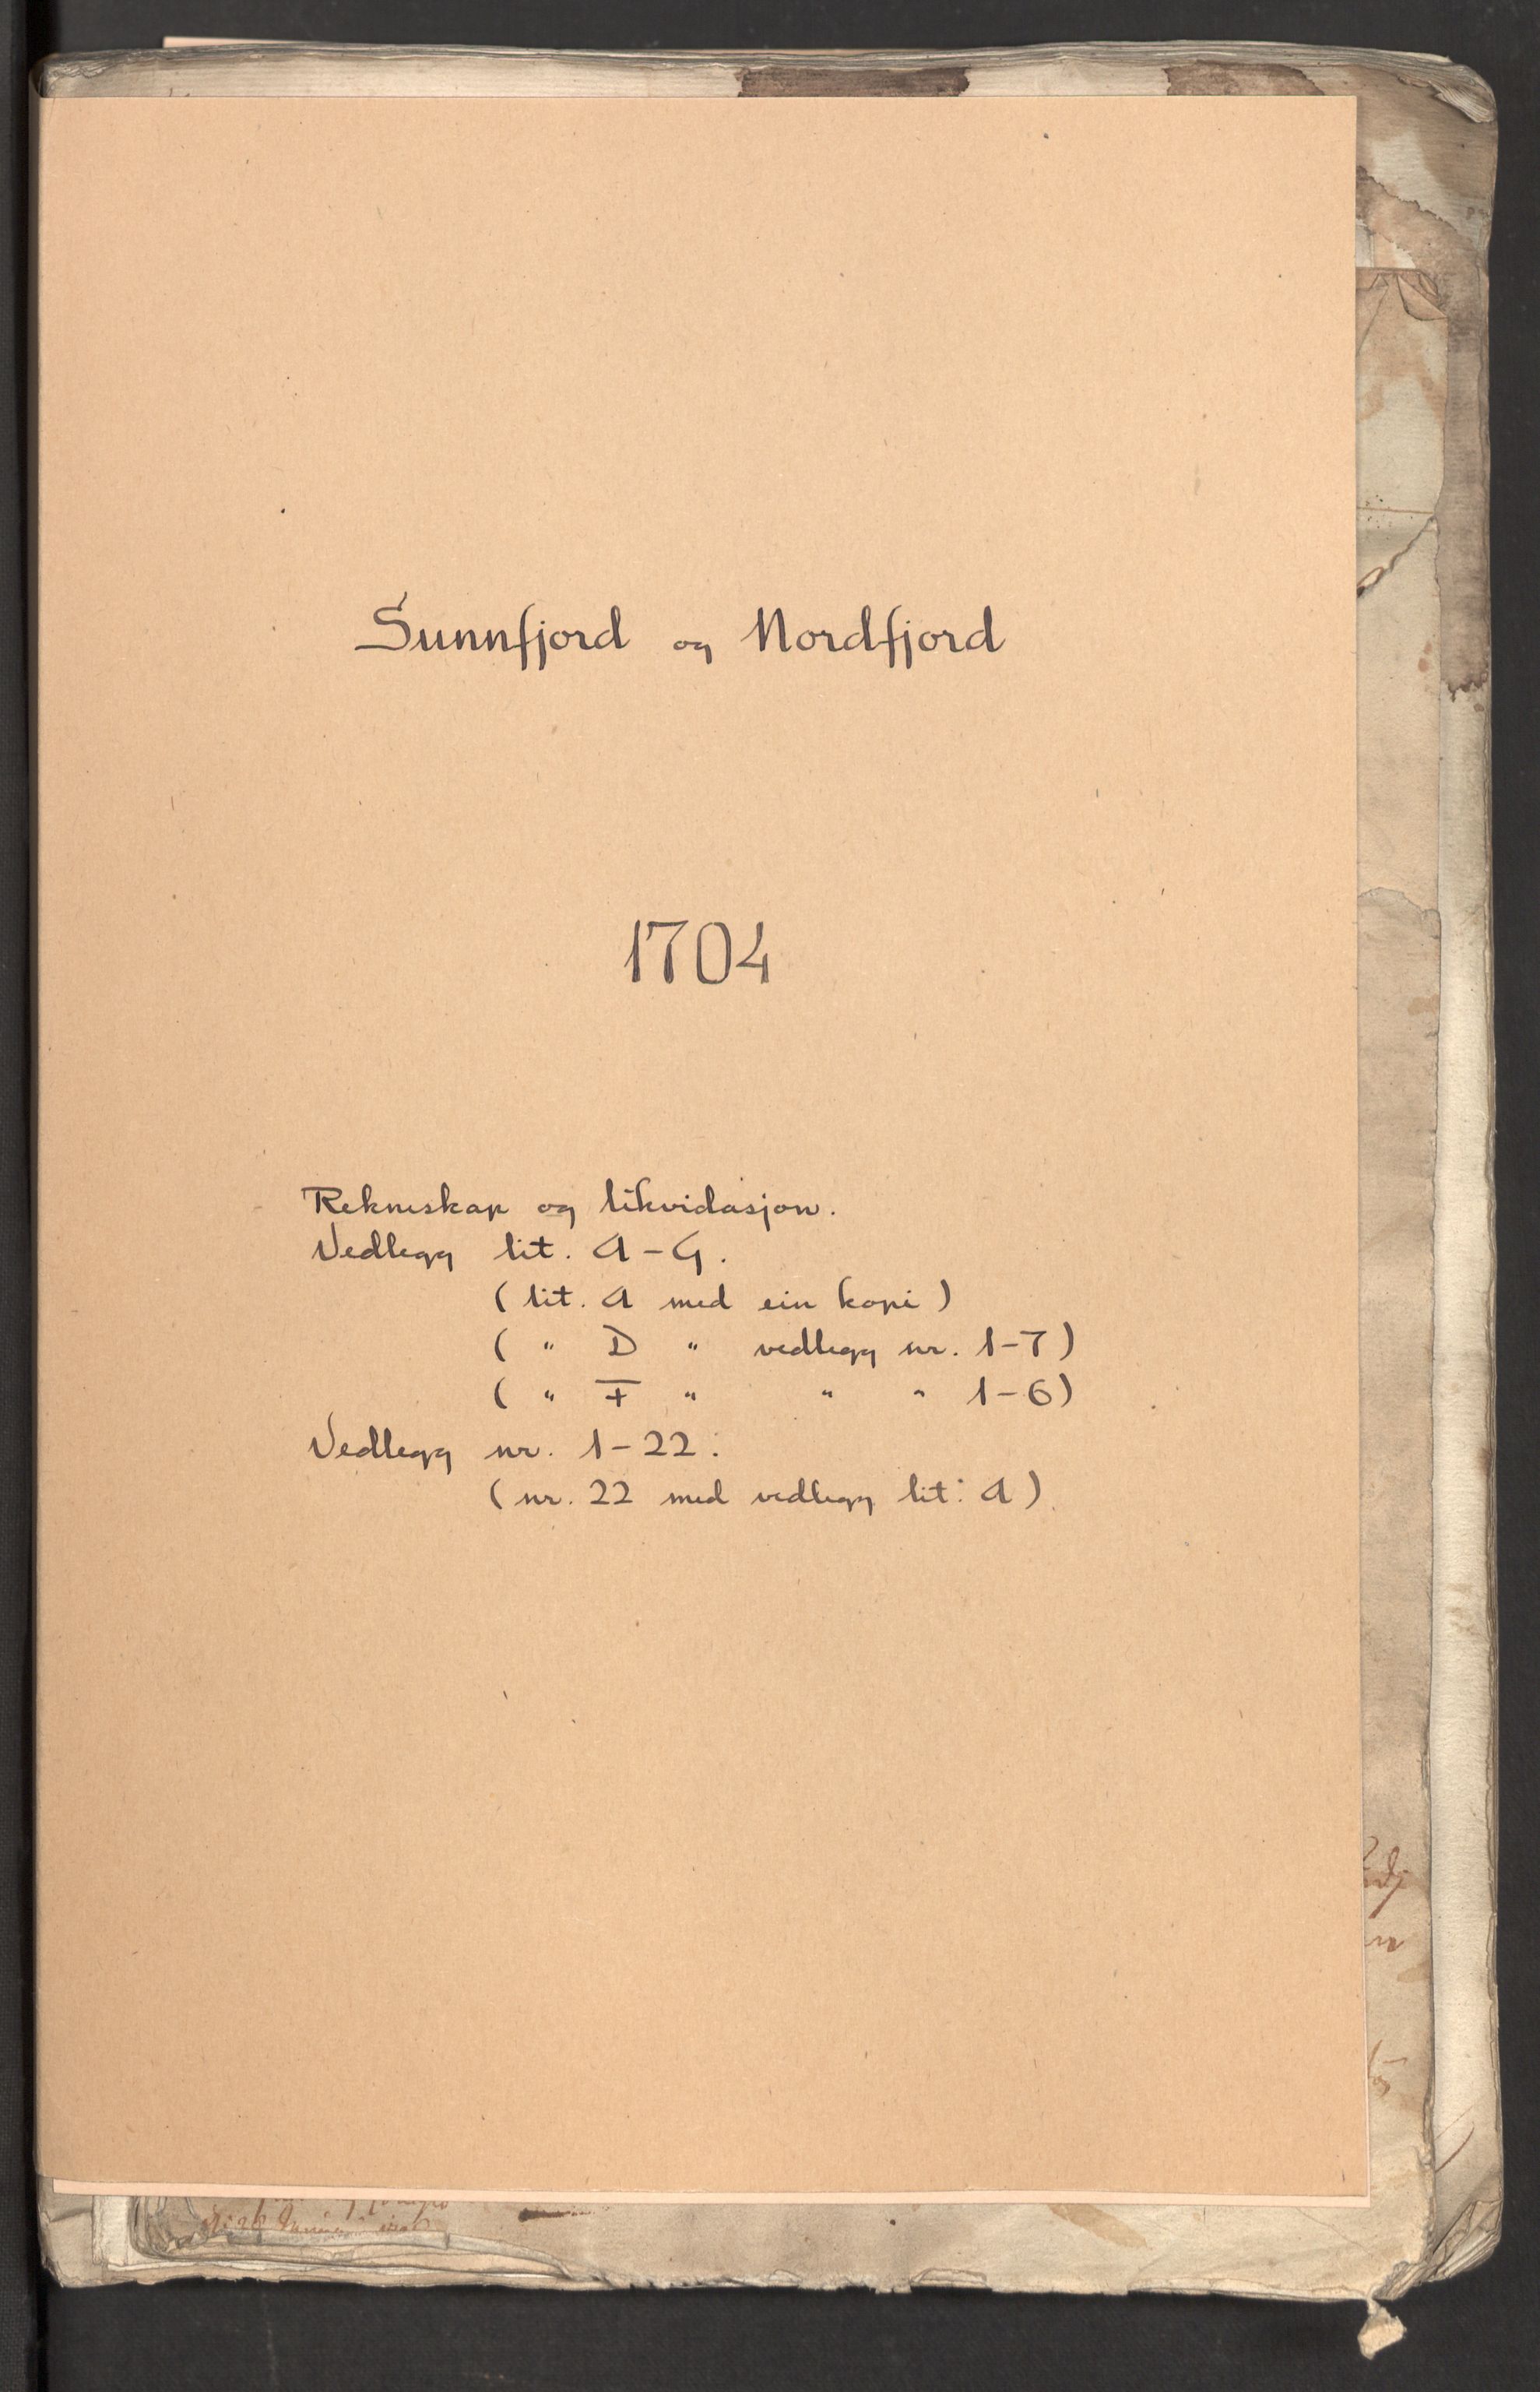 Sunnfjord og Nordfjord
1704
Rekneskap og likvidasjon.
Vedlegg lit. A-G.
(lit. A med ein kopi)
( " D " vedlegg nr. 1-7)
( " F " " " 1-6)
Vedlegg nr. 1-22.
(nr. 22 med vedlegg lit. A).